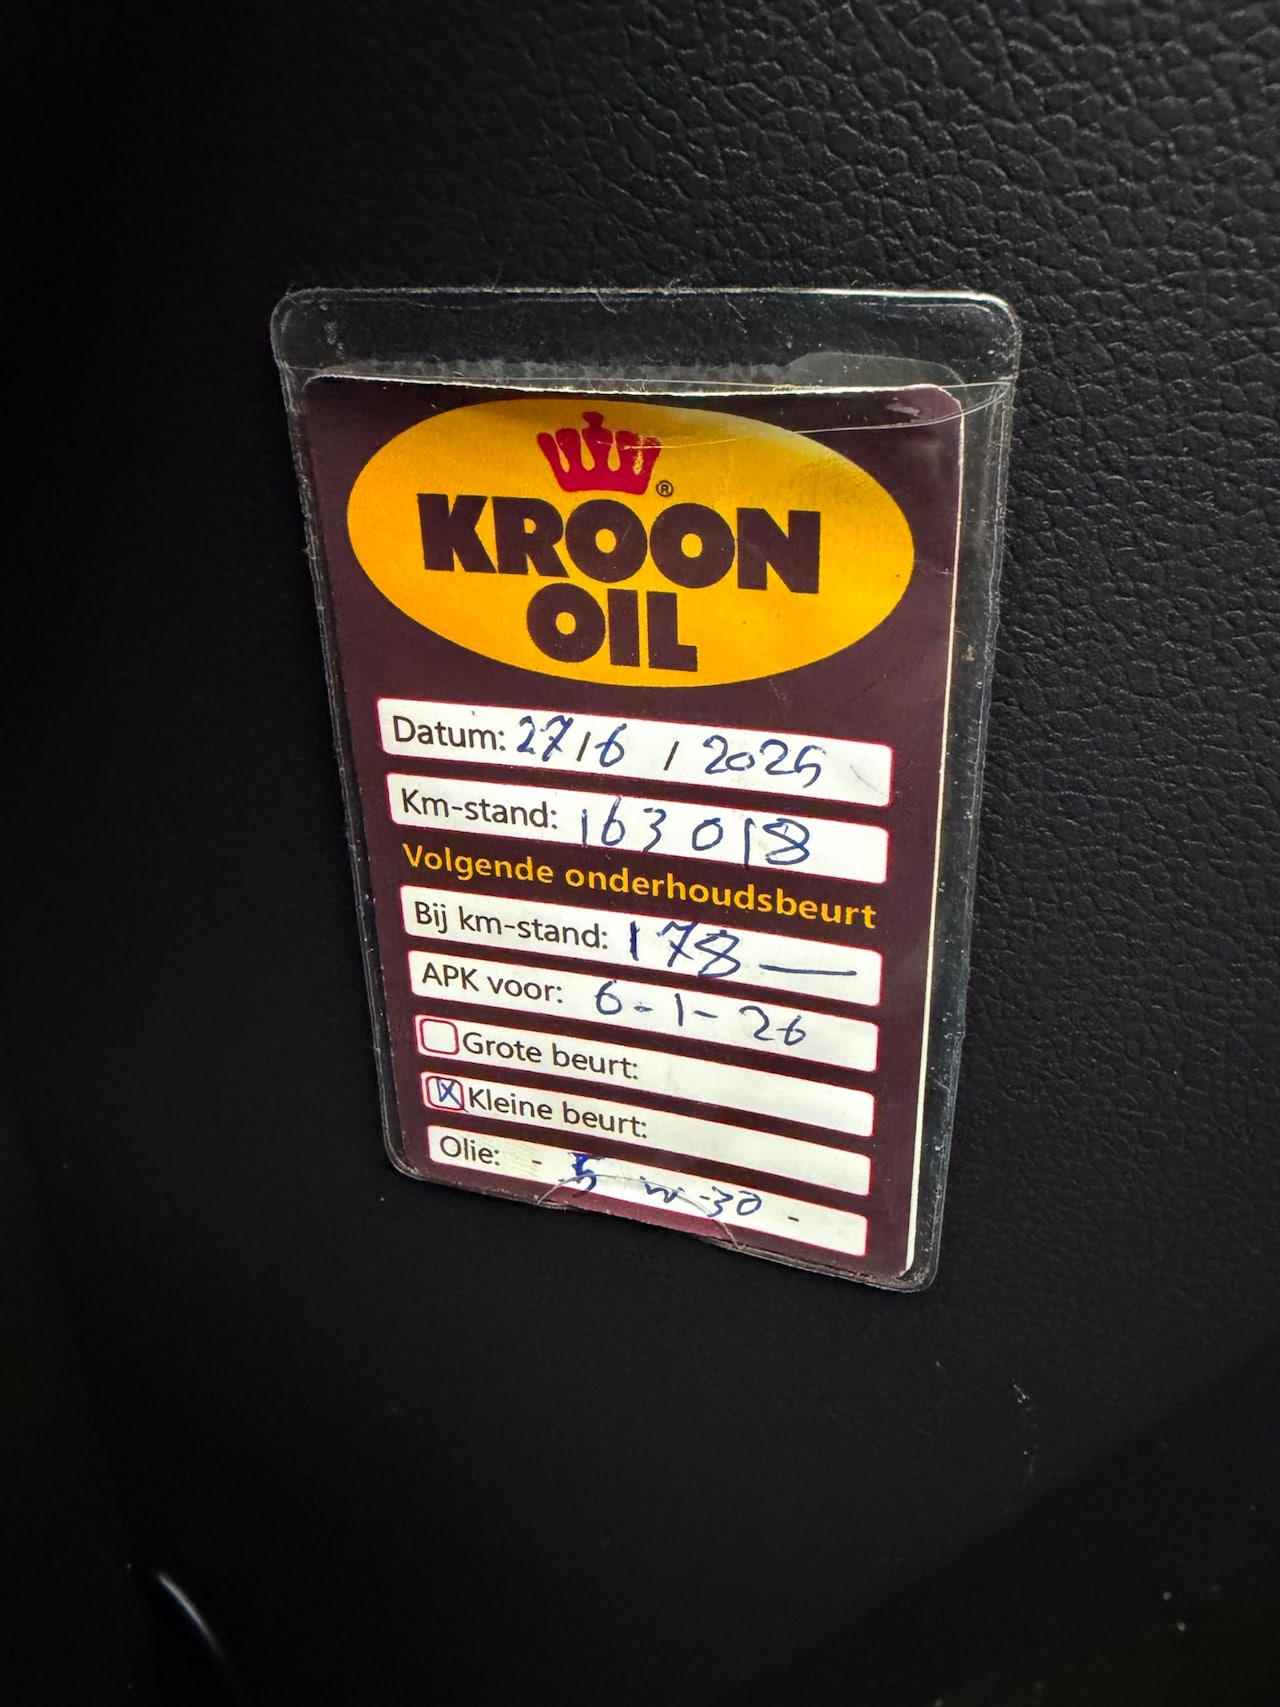 KROON®
OIL
Datum: 27/6 / 2025
Km-stand: 163018
Volgende onderhoudsbeurt
Bij km-stand: 178—
APK voor: 6-1-26
Grote beurt:
Kleine beurt:
Olie: - 5 w-30 -